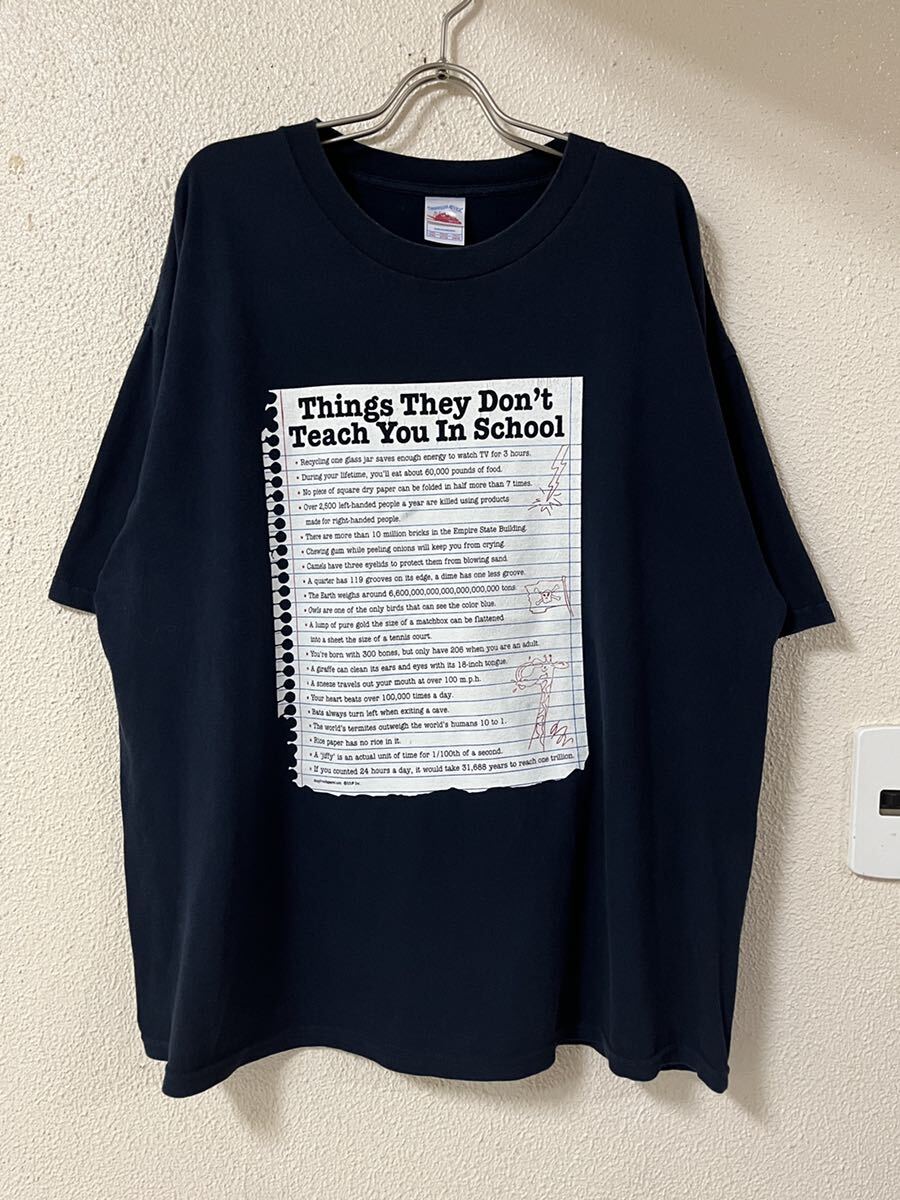 Things They Don't
Teach You In School
• Recycling one glass jar saves enough energy to watch TV for 3 hours.
• During your lifetime, you'll eat about 60,000 pounds of food.
• No piece of square dry paper can be folded in half more than 7 times.
• Over 2,500 left-handed people a year are killed using products
made for right-handed people.
• There are more than 10 million bricks in the Empire State Building.
• Chewing gum while peeling onions will keep you from crying.
• Camels have three eyelids to protect them from blowing sand.
• A quarter has 119 grooves on its edge, a dime has one less groove.
• The Earth weighs around 6,600,000,000,000,000,000,000 tons.
• Owls are one of the only birds that can see the color blue.
• A lump of pure gold the size of a matchbox can be flattened
into a sheet the size of a tennis court.
• You're born with 300 bones, but only have 206 when you are an adult.
• A giraffe can clean its ears and eyes with its 18-inch tongue.
• A sneeze travels out your mouth at over 100 m.p.h.
• Your heart beats over 100,000 times a day.
• Bats always turn left when exiting a cave.
• The world's termites outweigh the world's humans 10 to 1.
• Rice paper has no rice in it.
• A 'jiffy' is an actual unit of time for 1/100th of a second.
• If you counted 24 hours a day, it would take 31,688 years to reach one trillion.